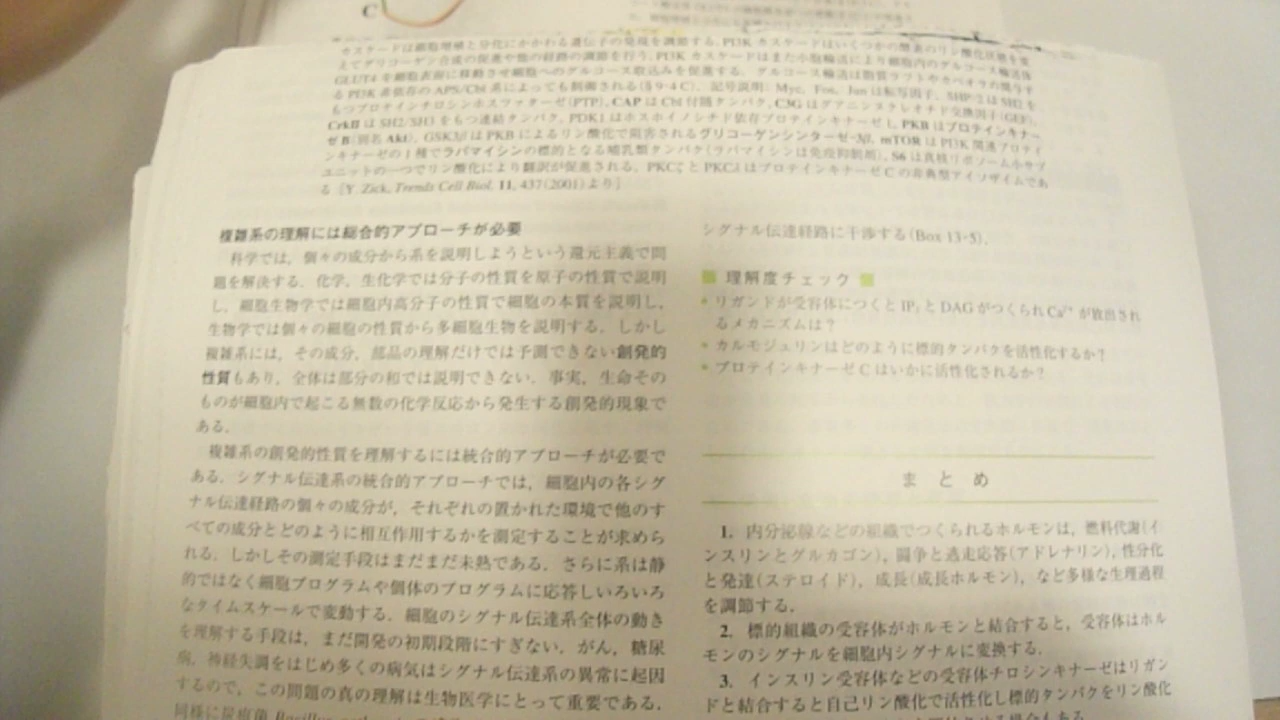 C
カスケードは細胞増殖と分化にかかわる遺伝子の発現を調節する. PI3K カスケードはいくつかの酵素のリン酸化状態を変
えてグリコーゲン合成の促進や他の経路の調節を行う. PI3K カスケードはまた小胞輸送により細胞内のグルコース輸送体
GLUT4 を細胞表面に移動させ細胞へのグルコース取込みを促進する. グルコース輸送は脂質ラフトやカベオラの関与す
る PI3K 非依存の APS/Cbl 系によっても制御される(§9・4 C). 記号説明: Myc, Fos, Jun は転写因子, SHP-2 は SH2 を
もつプロテインチロシンホスファターゼ(PTP), CAP は Cbl 付随タンパク, C3G はグアニンヌクレオチド交換因子(GEF),
CrkII は SH2/SH3 をもつ連結タンパク, PDK1 はホスホイノシチド依存プロテインキナーゼ 1, PKB はプロテインキナー
ゼ B(別名 Akt), GSK3β は PKB によるリン酸化で阻害されるグリコーゲンシンターゼ-3β, mTOR は PI3K 関連プロテイ
ンキナーゼの 1 種でラパマイシンの標的となる哺乳類タンパク(ラパマイシンは免疫抑制剤), S6 は真核リボソーム小サブ
ユニットの一つでリン酸化により翻訳が促進される. PKCζ と PKCλ はプロテインキナーゼ C の非典型アイソザイムであ
る [Y. Zick, Trends Cell Biol. 11, 437(2001)より]
複雑系の理解には総合的アプローチが必要
科学では, 個々の成分から系を説明しようという還元主義で問
題を解決する. 化学, 生化学では分子の性質を原子の性質で説明
し, 細胞生物学では細胞内高分子の性質で細胞の本質を説明し,
生物学では個々の細胞の性質から多細胞生物を説明する. しかし
複雑系には, その成分, 部品の理解だけでは予測できない創発的
性質もあり, 全体は部分の和では説明できない. 事実, 生命その
ものが細胞内で起こる無数の化学反応から発生する創発的現象で
ある.
複雑系の創発的性質を理解するには統合的アプローチが必要で
ある. シグナル伝達系の統合的アプローチでは, 細胞内の各シグ
ナル伝達経路の個々の成分が, それぞれの置かれた環境で他のす
べての成分とどのように相互作用するかを測定することが求めら
れる. しかしその測定手段はまだまだ未熟である. さらに系は静
的ではなく細胞プログラムや個体のプログラムに応答しいろいろ
なタイムスケールで変動する. 細胞のシグナル伝達系全体の動き
を理解する手段は, まだ開発の初期段階にすぎない. がん, 糖尿
病, 神経失調をはじめ多くの病気はシグナル伝達系の異常に起因
するので, この問題の真の理解は生物医学にとって重要である.
同様に
シグナル伝達経路に干渉する(Box 13・5).
理解度チェック
• リガンドが受容体につくと IP₃ と DAG がつくられ Ca²⁺ が放出され
るメカニズムは?
• カルモジュリンはどのように標的タンパクを活性化するか?
• プロテインキナーゼ C はいかに活性化されるか?
まとめ
1. 内分泌線などの組織でつくられるホルモンは, 燃料代謝(イ
ンスリンとグルカゴン), 闘争と逃走応答(アドレナリン), 性分化
と発達(ステロイド), 成長(成長ホルモン), など多様な生理過程
を調節する.
2. 標的組織の受容体がホルモンと結合すると, 受容体はホル
モンのシグナルを細胞内シグナルに変換する.
3. インスリン受容体などの受容体チロシンキナーゼはリガン
ドと結合すると自己リン酸化で活性化し標的タンパクをリン酸化